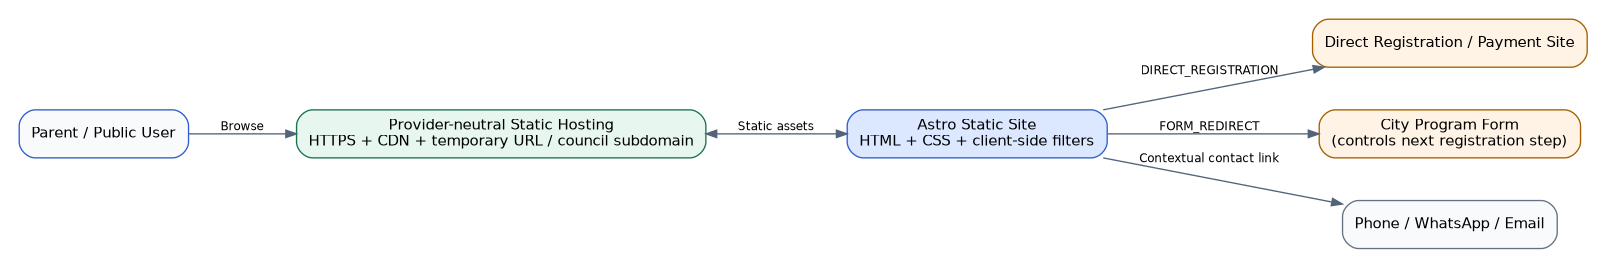 Parent / Public User
Browse
Provider-neutral Static Hosting
HTTPS + CDN + temporary URL / council subdomain
Static assets
Astro Static Site
HTML + CSS + client-side filters
DIRECT_REGISTRATION
Direct Registration / Payment Site
FORM_REDIRECT
City Program Form
(controls next registration step)
Contextual contact link
Phone / WhatsApp / Email